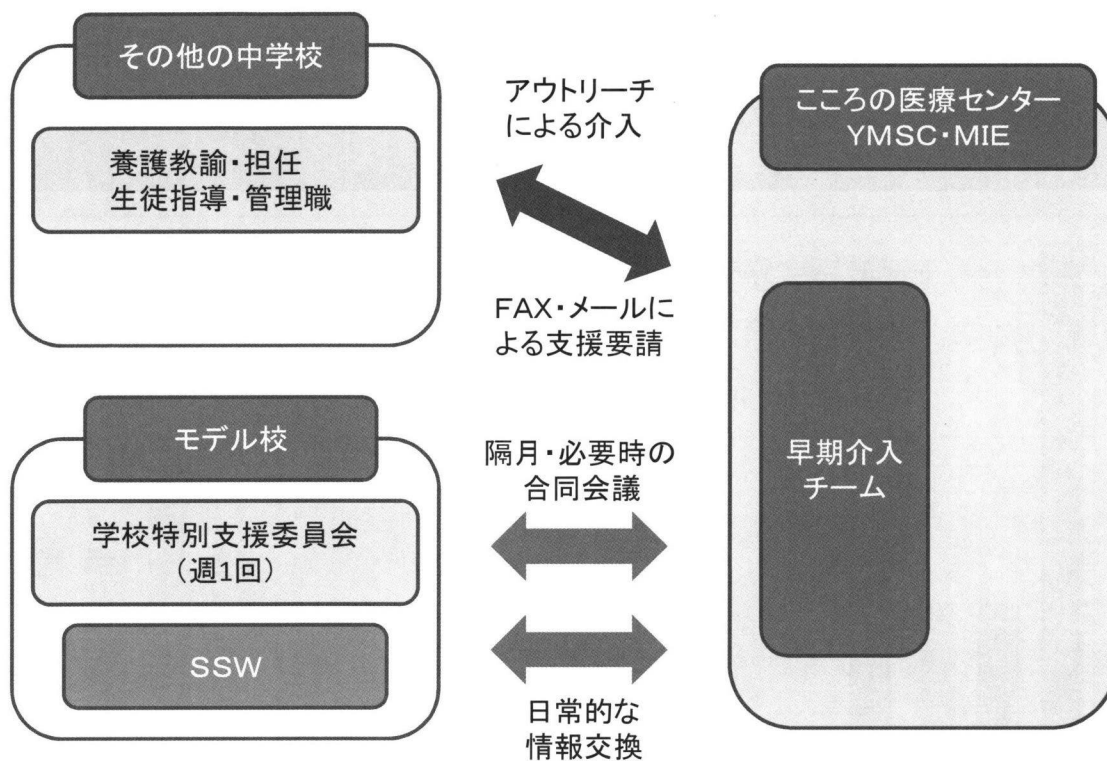 その他の中学校
養護教諭・担任
生徒指導・管理職
アウトリーチ
による介入
FAX・メールに
よる支援要請
こころの医療センター
YMSC・MIE
早期介入
チーム
モデル校
学校特別支援委員会
（週1回）
SSW
隔月・必要時の
合同会議
日常的な
情報交換